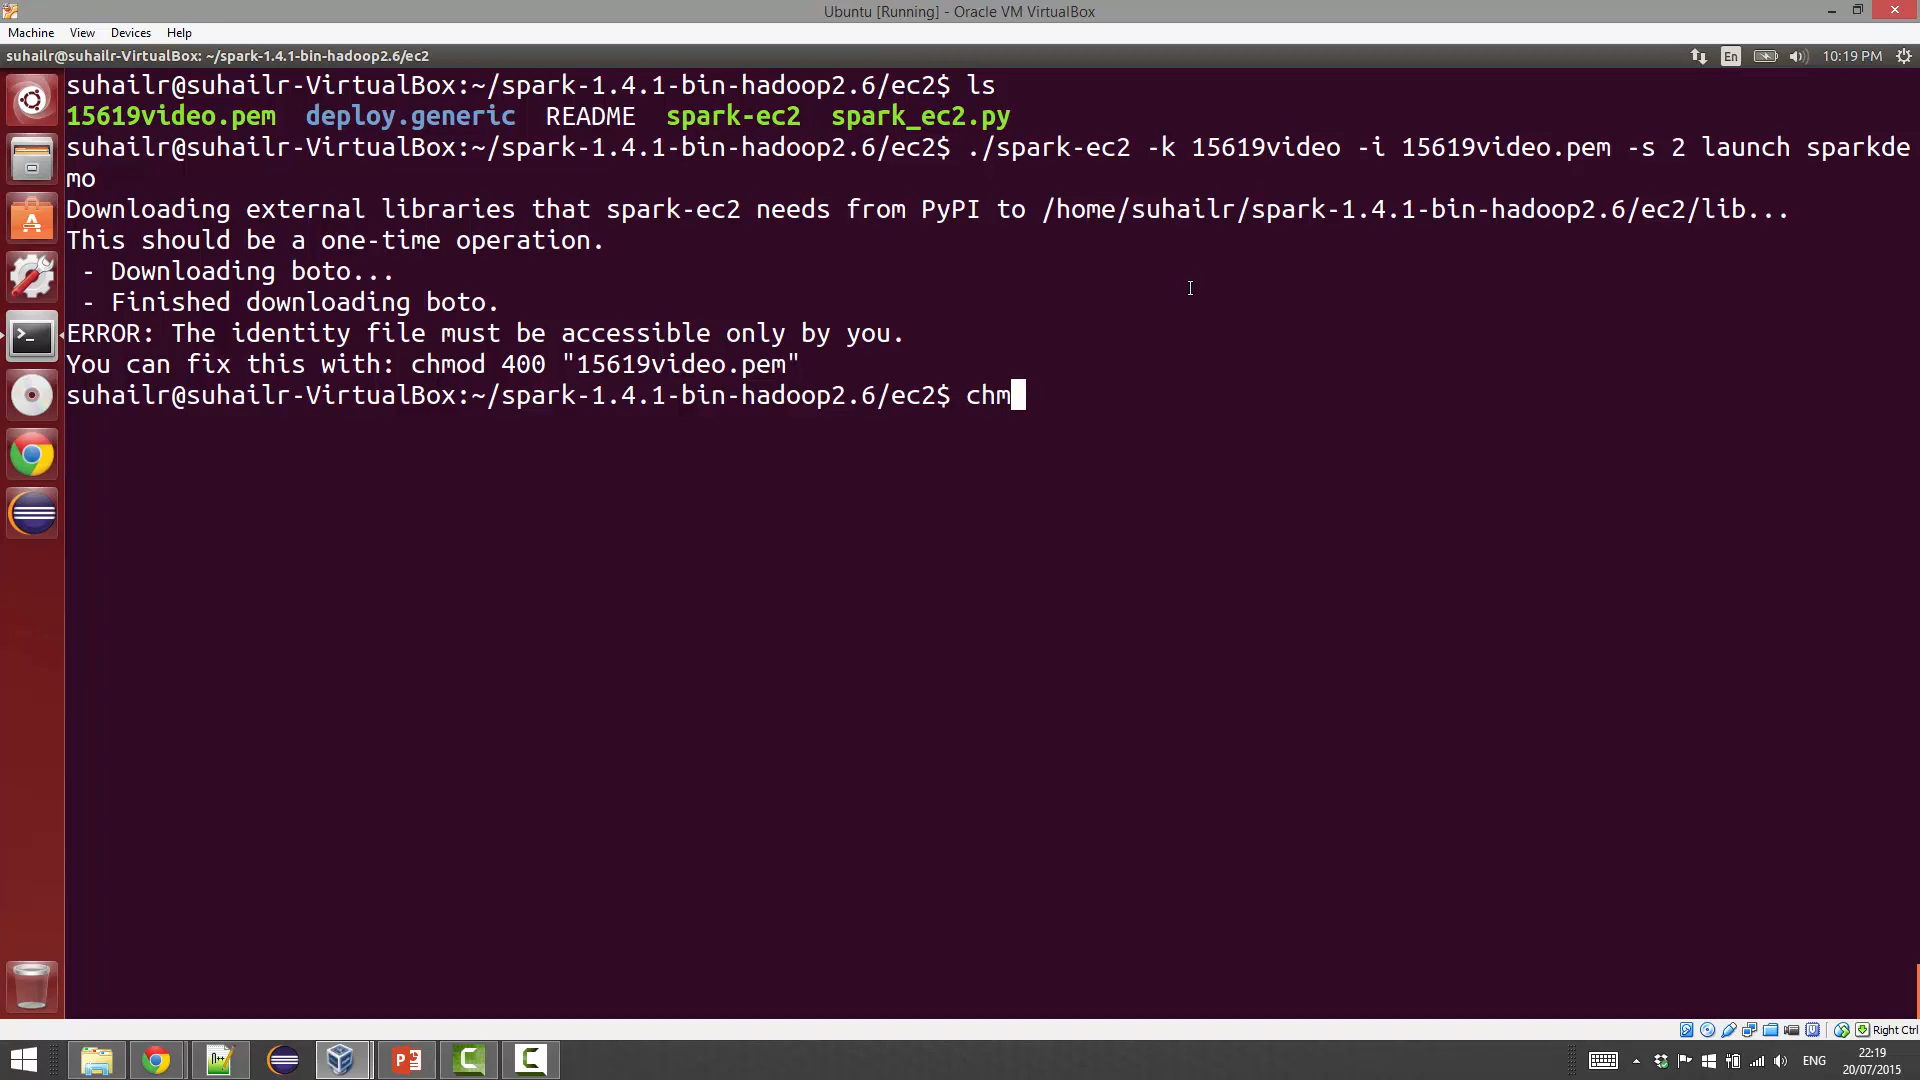 Ubuntu [Running] - Oracle VM VirtualBox
Machine View Devices Help
suhailr@suhailr-VirtualBox: ~/spark-1.4.1-bin-hadoop2.6/ec2 En 10:19 PM
suhailr@suhailr-VirtualBox:~/spark-1.4.1-bin-hadoop2.6/ec2$ ls
15619video.pem deploy.generic README spark-ec2 spark_ec2.py
suhailr@suhailr-VirtualBox:~/spark-1.4.1-bin-hadoop2.6/ec2$ ./spark-ec2 -k 15619video -i 15619video.pem -s 2 launch sparkde
mo
Downloading external libraries that spark-ec2 needs from PyPI to /home/suhailr/spark-1.4.1-bin-hadoop2.6/ec2/lib...
This should be a one-time operation.
- Downloading boto...
- Finished downloading boto.
ERROR: The identity file must be accessible only by you.
You can fix this with: chmod 400 "15619video.pem"
suhailr@suhailr-VirtualBox:~/spark-1.4.1-bin-hadoop2.6/ec2$ chm
Right Ctrl
ENG
22:19
20/07/2015